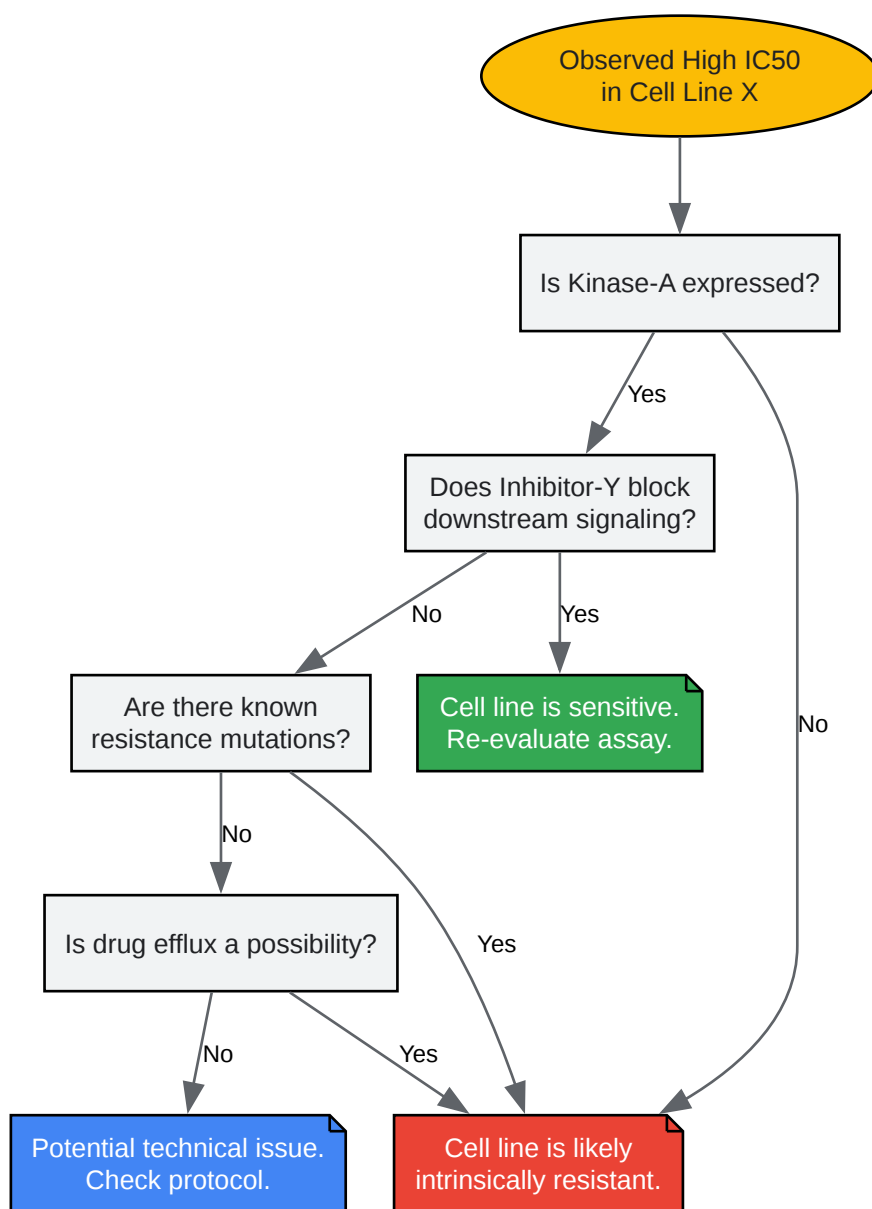 Observed High IC50
in Cell Line X
Is Kinase-A expressed?
Yes
Does Inhibitor-Y block
downstream signaling?
No
Yes
Are there known
resistance mutations?
Cell line is sensitive.
Re-evaluate assay.
No
No
Is drug efflux a possibility?
Yes
No
Yes
Potential technical issue.
Check protocol.
Cell line is likely
intrinsically resistant.